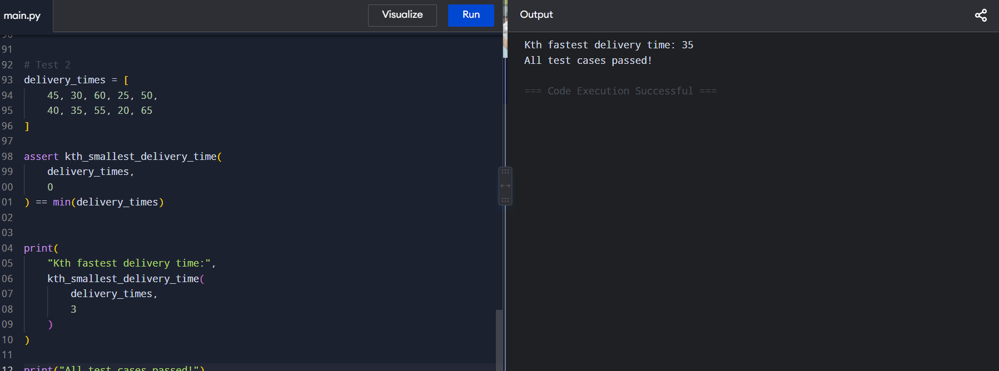 main.py
Visualize
Run
91
92 # Test 2
93 delivery_times = [
94     45, 30, 60, 25, 50,
95     40, 35, 55, 20, 65
96 ]
97
98 assert kth_smallest_delivery_time(
99     delivery_times,
00     0
01 ) == min(delivery_times)
02
03
04 print(
05     "Kth fastest delivery time:",
06     kth_smallest_delivery_time(
07         delivery_times,
08         3
09     )
10 )
11
12 print("All test cases passed!")
Output
Kth fastest delivery time: 35
All test cases passed!
=== Code Execution Successful ===